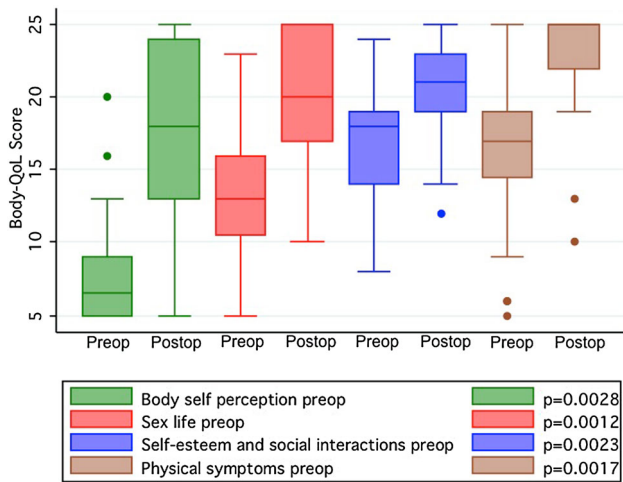 Body-QoL Score
25
20
15
10
5
Preop Postop Preop Postop Preop Postop Preop Postop
Body self perception preop p=0.0028
Sex life preop p=0.0012
Self-esteem and social interactions preop p=0.0023
Physical symptoms preop p=0.0017